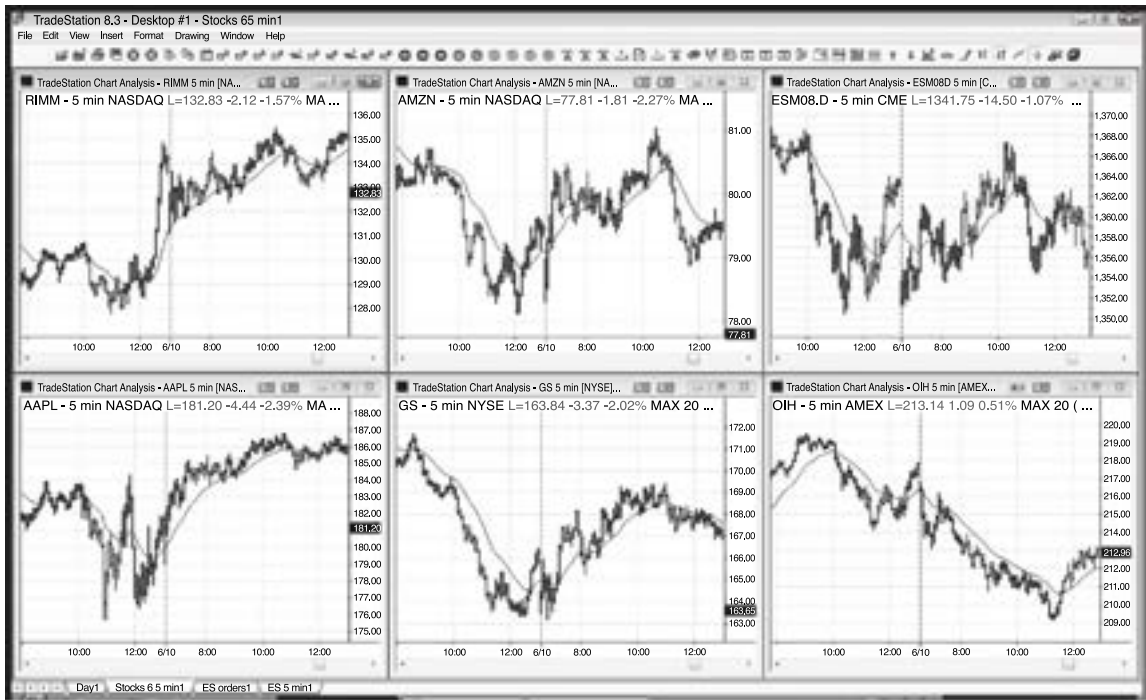 TradeStation 8.3 - Desktop #1 - Stocks 65 min1
File Edit View Insert Format Drawing Window Help
TradeStation Chart Analysis - RIMM 5 min [NA...
RIMM - 5 min NASDAQ L=132.83 -2.12 -1.57% MA ...
136.00
135.00
134.00
133.00
132.83
132.00
131.00
130.00
129.00
128.00
10:00 12:00 6/10 8:00 10:00 12:00
TradeStation Chart Analysis - AMZN 5 min [NA...
AMZN - 5 min NASDAQ L=77.81 -1.81 -2.27% MA ...
81.00
80.00
79.00
78.00
77.81
10:00 12:00 6/10 8:00 10:00 12:00
TradeStation Chart Analysis - ESM08D 5 min [C...
ESM08.D - 5 min CME L=1341.75 -14.50 -1.07% ...
1,370,00
1,368,00
1,366,00
1,364,00
1,362,00
1,360,00
1,358,00
1,356,00
1,354,00
1,352,00
1,350,00
10:00 12:00 6/10 8:00 10:00 12:00
TradeStation Chart Analysis - AAPL 5 min [NAS...
AAPL - 5 min NASDAQ L=181.20 -4.44 -2.39% MA ...
188.00
186.00
185.00
184.00
183.00
182.00
181.20
180.00
179.00
178.00
177.00
176.00
175.00
10:00 12:00 6/10 8:00 10:00 12:00
TradeStation Chart Analysis - GS 5 min [NYSE]...
GS - 5 min NYSE L=163.84 -3.37 -2.02% MAX 20 ...
172.00
171.00
170.00
169.00
168.00
167.00
166.00
165.00
164.00
163.65
163.00
10:00 12:00 6/10 8:00 10:00 12:00
TradeStation Chart Analysis - OIH 5 min [AMEX...
OIH - 5 min AMEX L=213.14 1.09 0.51% MAX 20 ( ...
220.00
219.00
218.00
217.00
216.00
215.00
214.00
212.96
212.00
211.00
210.00
209.00
10:00 12:00 6/10 8:00 10:00 12:00
Day1 Stocks 6 5 min1 ES orders1 ES 5 min1